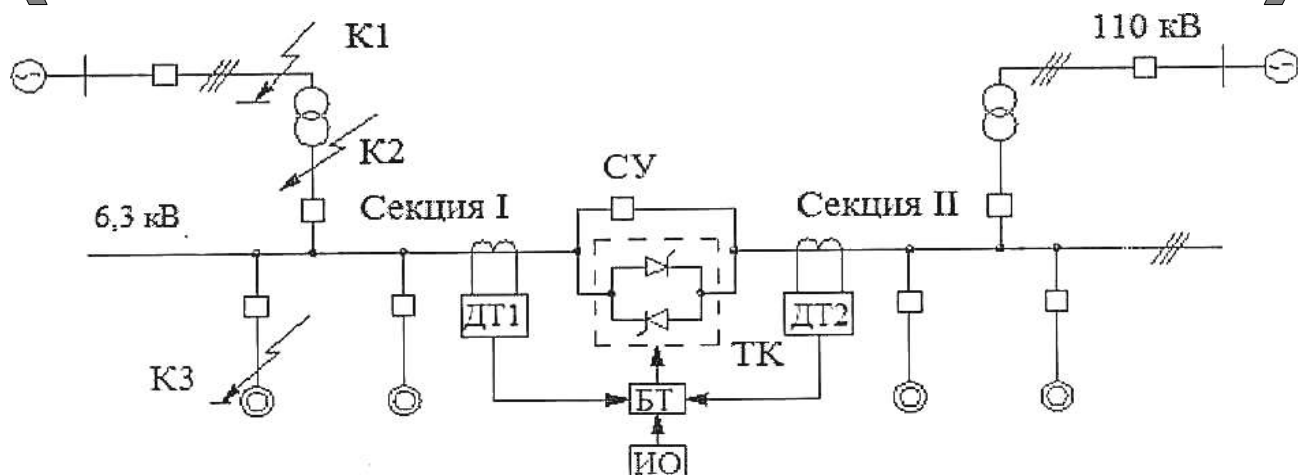 К1
110 кВ
К2
СУ
6,3 кВ
Секция I
Секция II
ДТ1
ДТ2
ТК
К3
БТ
ИО